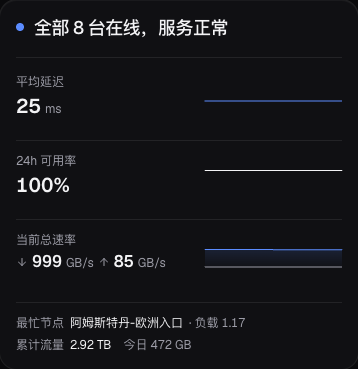 全部 8 台在线，服务正常
平均延迟
25 ms
24h 可用率
100%
当前总速率
↓ 999 GB/s ↑ 85 GB/s
最忙节点 阿姆斯特丹-欧洲入口 · 负载 1.17
累计流量 2.92 TB 今日 472 GB